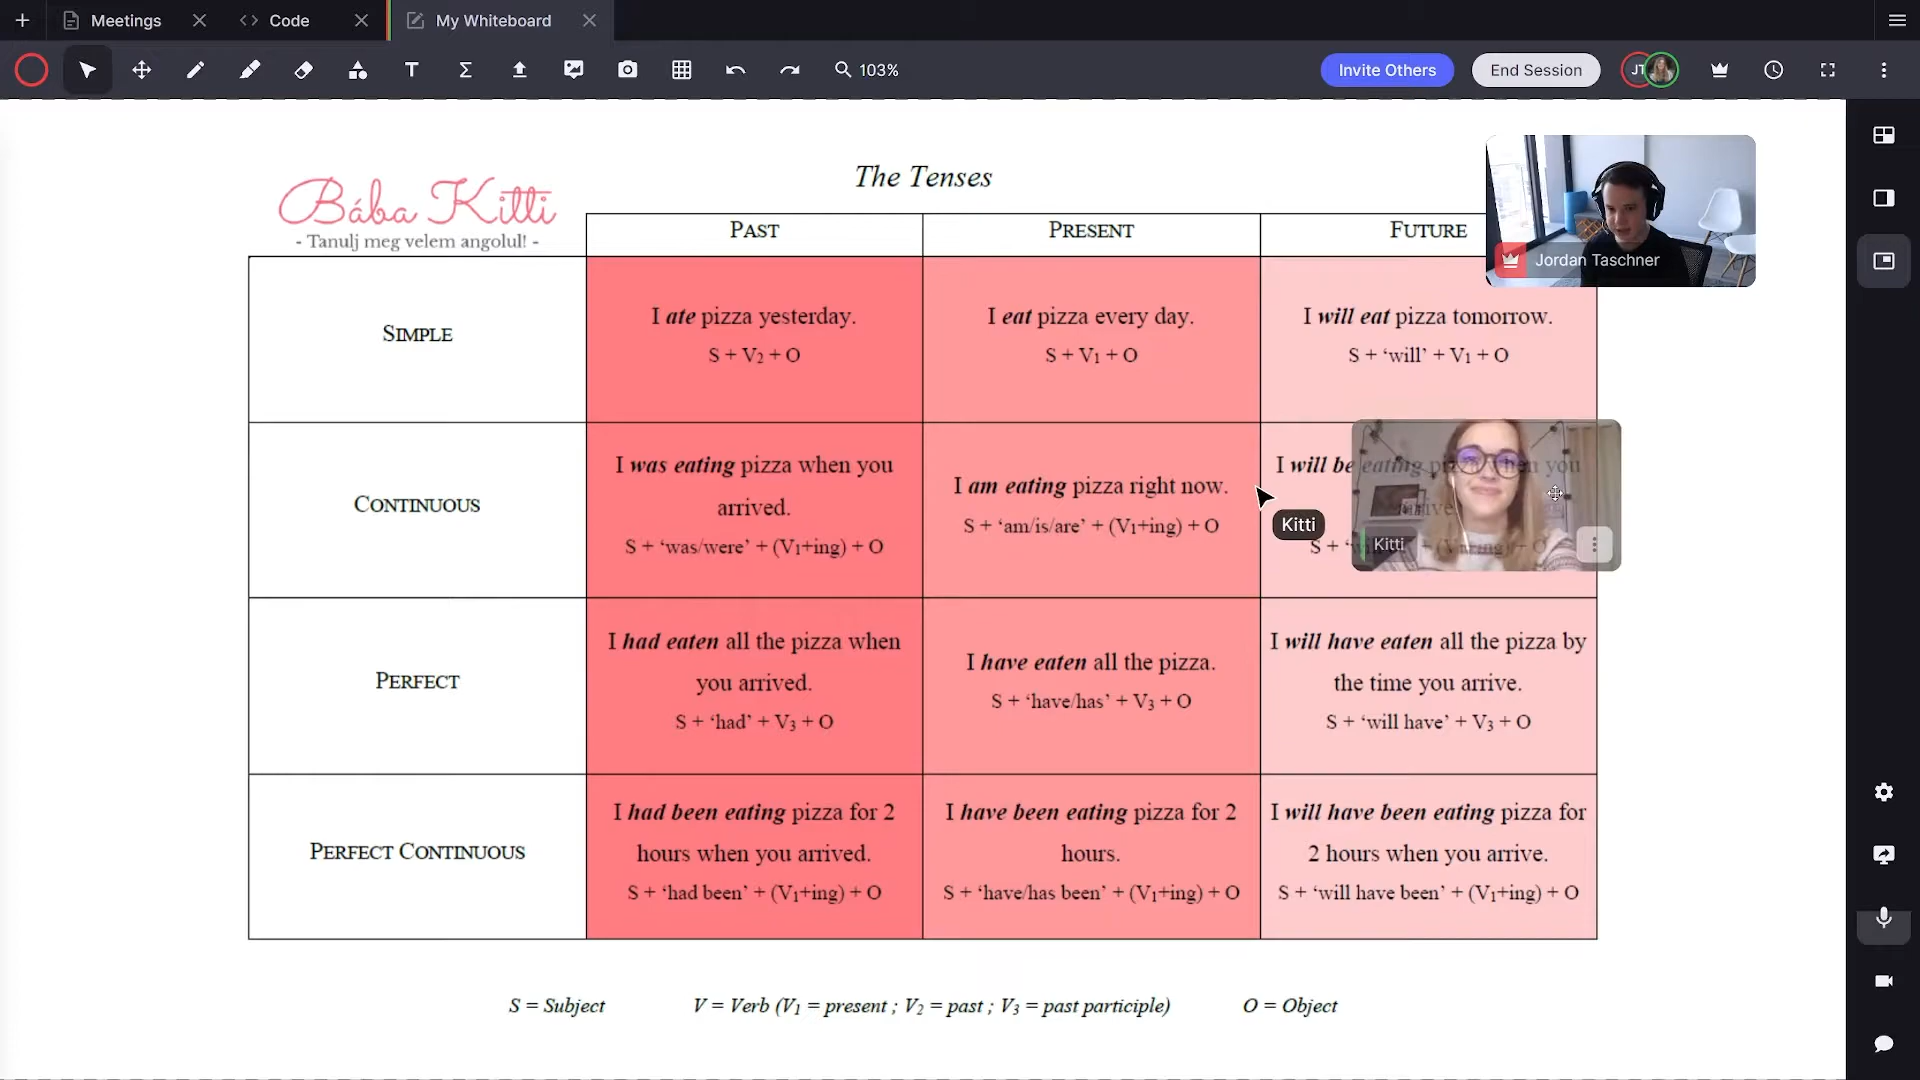 Meetings
Code
My Whiteboard
103%
Invite Others
End Session
JT
The Tenses
Bába Kitti
- Tanulj meg velem angolul! -
PAST
PRESENT
FUTURE
Jordan Taschner
SIMPLE
I ate pizza yesterday.
S + V2 + O
I eat pizza every day.
S + V1 + O
I will eat pizza tomorrow.
S + ‘will’ + V1 + O
CONTINUOUS
I was eating pizza when you
arrived.
S + ‘was/were’ + (V1+ing) + O
I am eating pizza right now.
S + ‘am/is/are’ + (V1+ing) + O
I will be eating pizza when you
Kitti
Kitti
PERFECT
I had eaten all the pizza when
you arrived.
S + ‘had’ + V3 + O
I have eaten all the pizza.
S + ‘have/has’ + V3 + O
I will have eaten all the pizza by
the time you arrive.
S + ‘will have’ + V3 + O
PERFECT CONTINUOUS
I had been eating pizza for 2
hours when you arrived.
S + ‘had been’ + (V1+ing) + O
I have been eating pizza for 2
hours.
S + ‘have/has been’ + (V1+ing) + O
I will have been eating pizza for
2 hours when you arrive.
S + ‘will have been’ + (V1+ing) + O
S = Subject
V = Verb (V1 = present ; V2 = past ; V3 = past participle)
O = Object